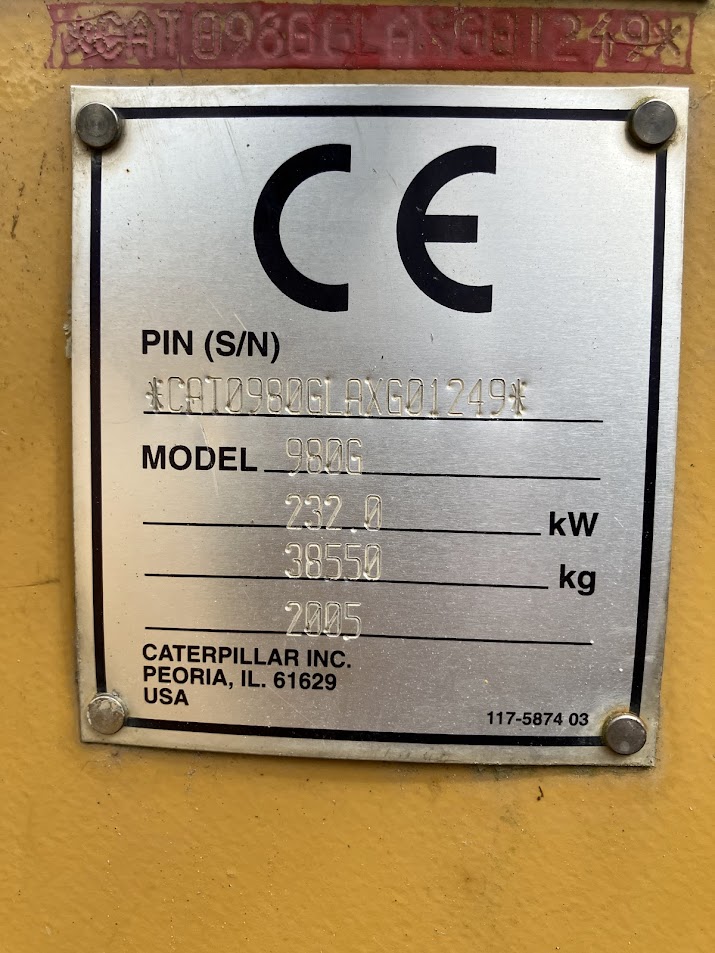 CE
PIN (S/N)
*CAT0980GLAXG01249*
MODEL 980G
232.0 kW
38550 kg
2005
CATERPILLAR INC.
PEORIA, IL. 61629
USA
117-5874 03